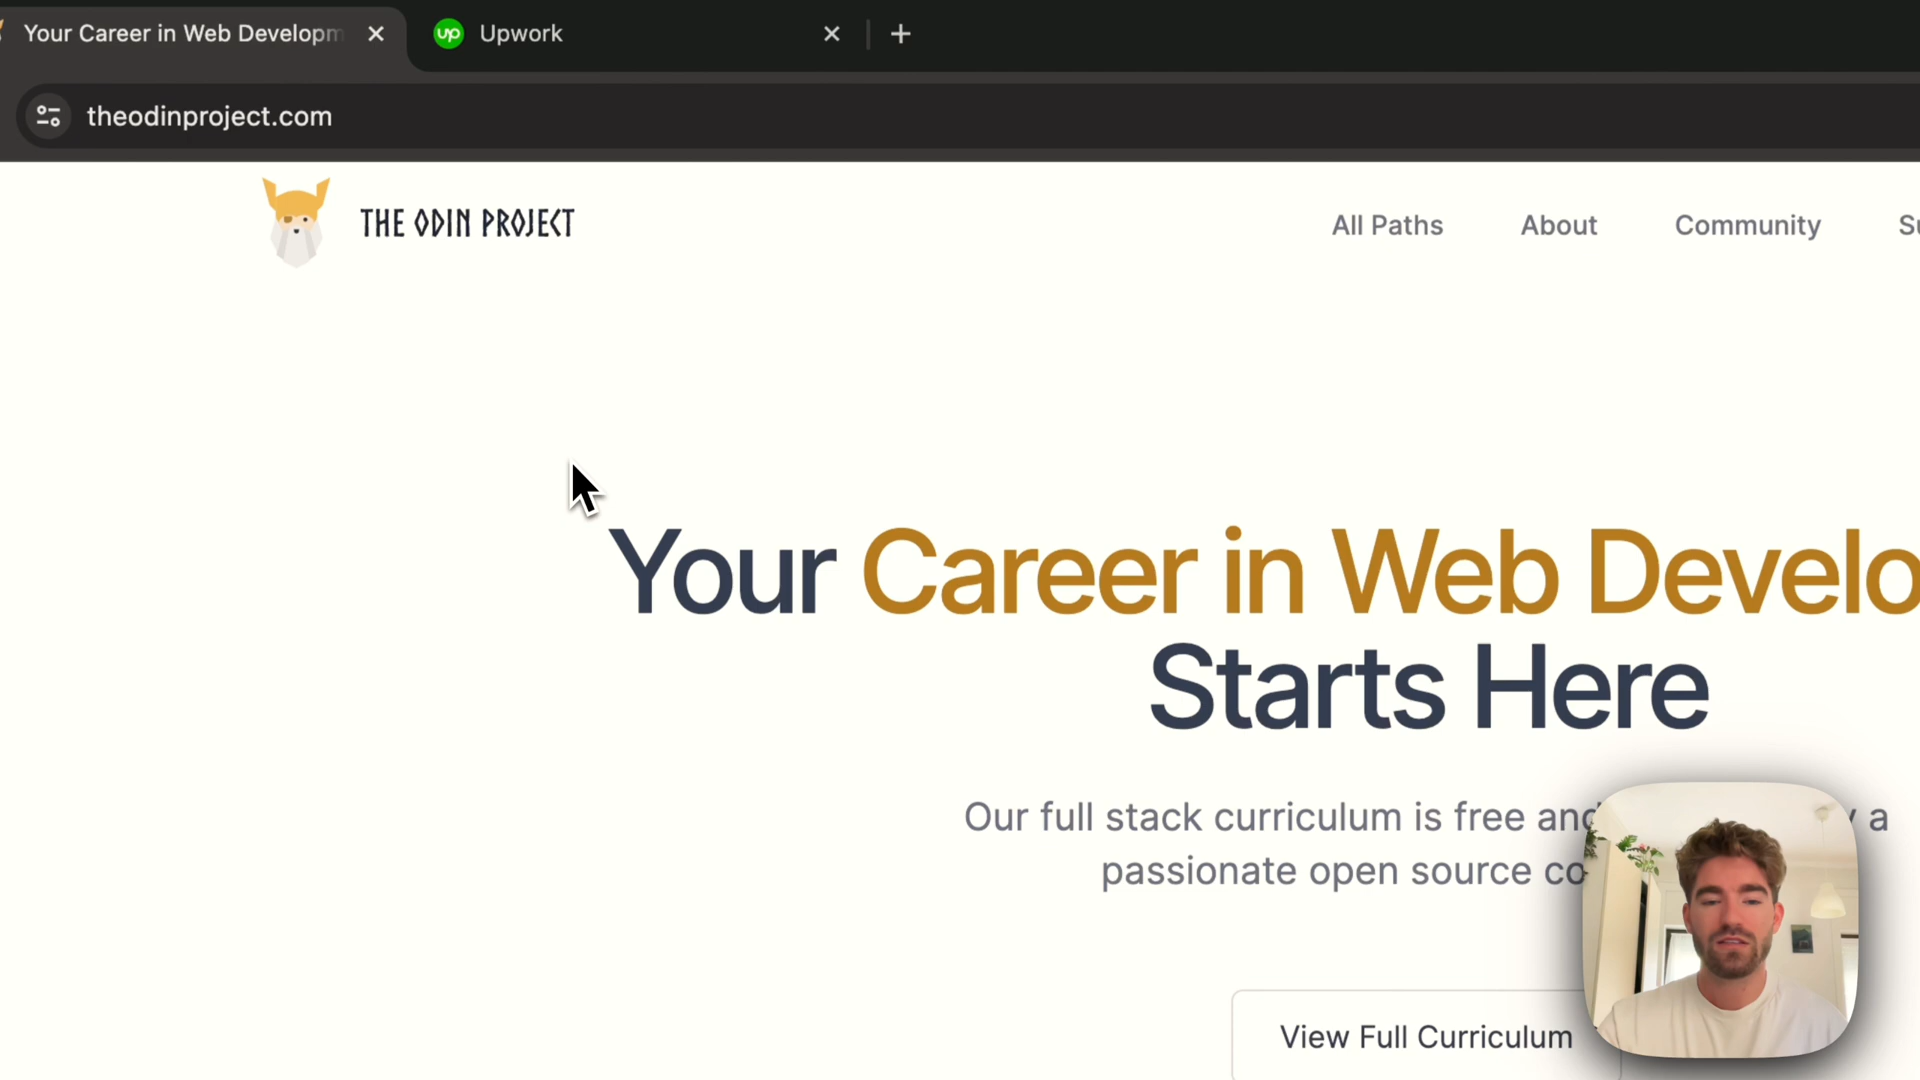 Your Career in Web Developm
up Upwork
theodinproject.com
THE ODIN PROJECT
All Paths About Community
Your Career in Web Develo
Starts Here
Our full stack curriculum is free and a
passionate open source co
View Full Curriculum